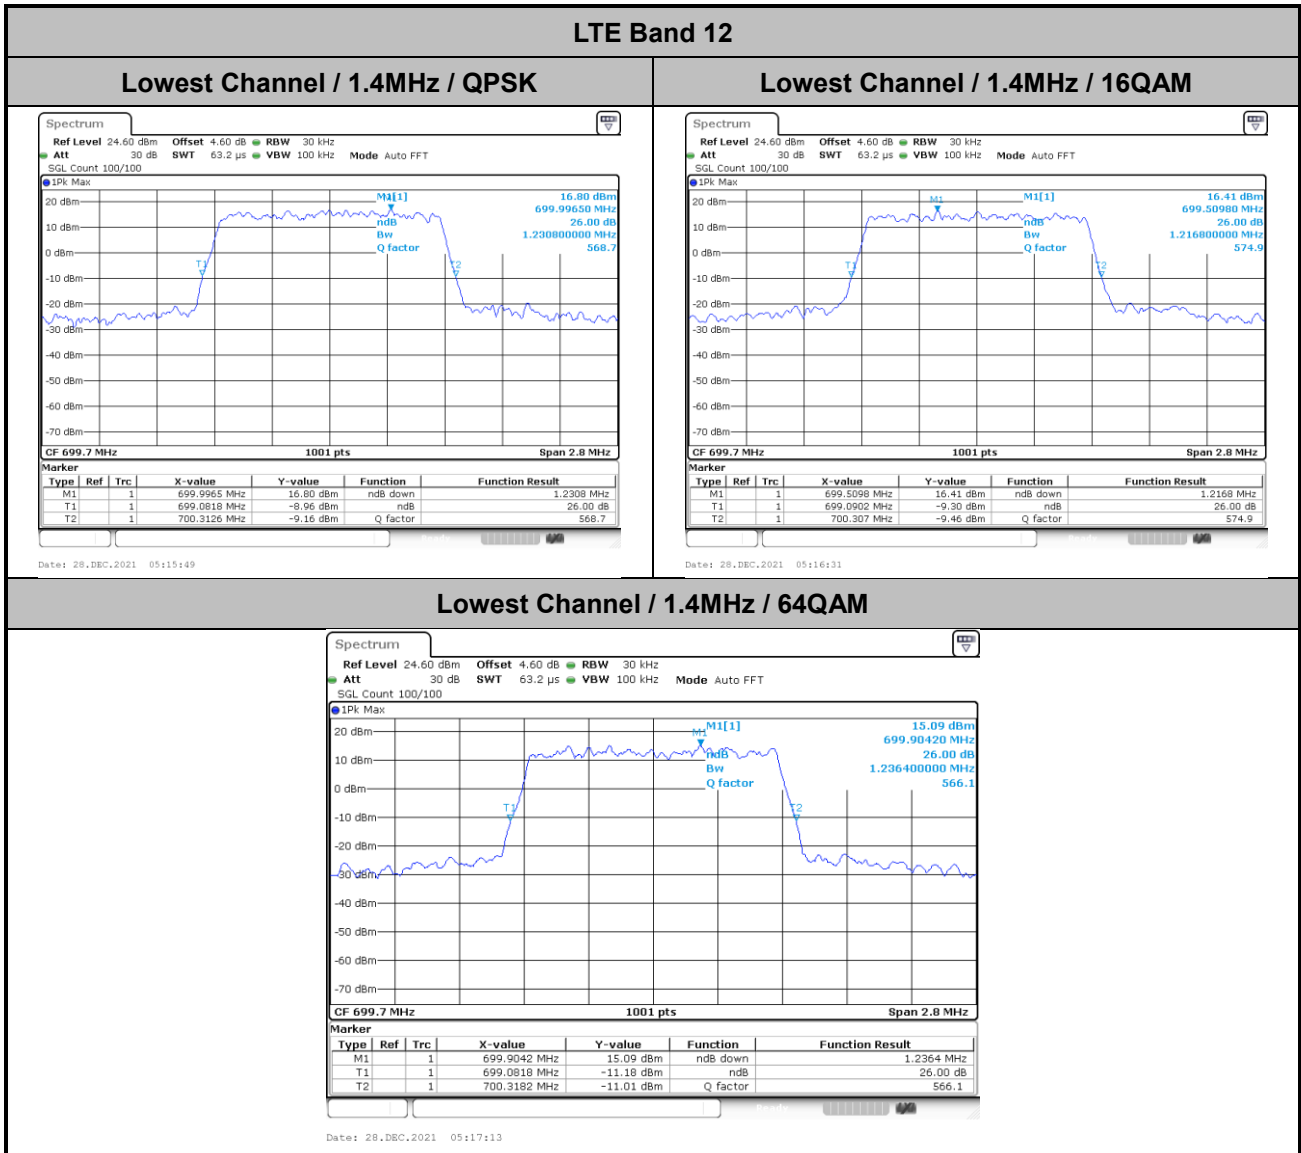 LTE Band 12
Lowest Channel / 1.4MHz / QPSK
Lowest Channel / 1.4MHz / 16QAM
Spectrum
Ref Level 24.60 dBm Offset 4.60 dB RBW 30 kHz
Att 30 dB SWT 63.2 µs VBW 100 kHz Mode Auto FFT
SGL Count 100/100
1Pk Max
M1[1] 16.80 dBm
699.99650 MHz
ndB 26.00 dB
Bw 1.230800000 MHz
Q factor 568.7
20 dBm
10 dBm
0 dBm
-10 dBm
-20 dBm
-30 dBm
-40 dBm
-50 dBm
-60 dBm
-70 dBm
T1
T2
CF 699.7 MHz 1001 pts Span 2.8 MHz
Marker
Type Ref Trc X-value Y-value Function Function Result
M1 1 699.9965 MHz 16.80 dBm ndB down 1.2308 MHz
T1 1 699.0818 MHz -8.96 dBm ndB 26.00 dB
T2 1 700.3126 MHz -9.16 dBm Q factor 568.7
Ready
Date: 28.DEC.2021 05:15:49
Spectrum
Ref Level 24.60 dBm Offset 4.60 dB RBW 30 kHz
Att 30 dB SWT 63.2 µs VBW 100 kHz Mode Auto FFT
SGL Count 100/100
1Pk Max
M1[1] 16.41 dBm
699.50980 MHz
ndB 26.00 dB
Bw 1.216800000 MHz
Q factor 574.9
20 dBm
10 dBm
0 dBm
-10 dBm
-20 dBm
-30 dBm
-40 dBm
-50 dBm
-60 dBm
-70 dBm
M1
T1
T2
CF 699.7 MHz 1001 pts Span 2.8 MHz
Marker
Type Ref Trc X-value Y-value Function Function Result
M1 1 699.5098 MHz 16.41 dBm ndB down 1.2168 MHz
T1 1 699.0902 MHz -9.30 dBm ndB 26.00 dB
T2 1 700.307 MHz -9.46 dBm Q factor 574.9
Ready
Date: 28.DEC.2021 05:16:31
Lowest Channel / 1.4MHz / 64QAM
Spectrum
Ref Level 24.60 dBm Offset 4.60 dB RBW 30 kHz
Att 30 dB SWT 63.2 µs VBW 100 kHz Mode Auto FFT
SGL Count 100/100
1Pk Max
M1[1] 15.09 dBm
699.90420 MHz
ndB 26.00 dB
Bw 1.236400000 MHz
Q factor 566.1
20 dBm
10 dBm
0 dBm
-10 dBm
-20 dBm
-30 dBm
-40 dBm
-50 dBm
-60 dBm
-70 dBm
M1
T1
T2
CF 699.7 MHz 1001 pts Span 2.8 MHz
Marker
Type Ref Trc X-value Y-value Function Function Result
M1 1 699.9042 MHz 15.09 dBm ndB down 1.2364 MHz
T1 1 699.0818 MHz -11.18 dBm ndB 26.00 dB
T2 1 700.3182 MHz -11.01 dBm Q factor 566.1
Ready
Date: 28.DEC.2021 05:17:13